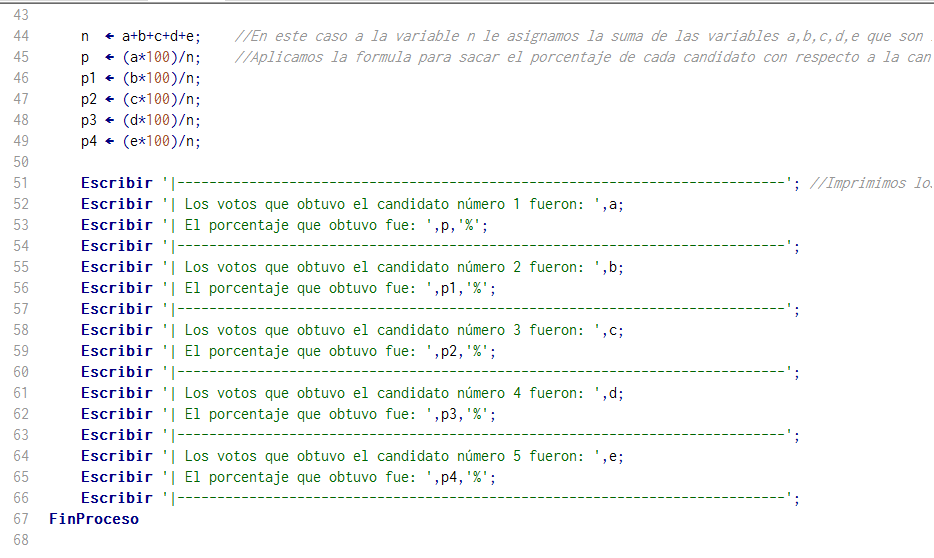 43
44 n ← a+b+c+d+e; //En este caso a la variable n le asignamos la suma de las variables a,b,c,d,e que son
45 p ← (a*100)/n; //Aplicamos la formula para sacar el porcentaje de cada candidato con respecto a la can
46 p1 ← (b*100)/n;
47 p2 ← (c*100)/n;
48 p3 ← (d*100)/n;
49 p4 ← (e*100)/n;
50
51 Escribir '|----------------------------------------------------------------------------'; //Imprimimos los
52 Escribir '| Los votos que obtuvo el candidato número 1 fueron: ',a;
53 Escribir '| El porcentaje que obtuvo fue: ',p,'%';
54 Escribir '|----------------------------------------------------------------------------';
55 Escribir '| Los votos que obtuvo el candidato número 2 fueron: ',b;
56 Escribir '| El porcentaje que obtuvo fue: ',p1,'%';
57 Escribir '|----------------------------------------------------------------------------';
58 Escribir '| Los votos que obtuvo el candidato número 3 fueron: ',c;
59 Escribir '| El porcentaje que obtuvo fue: ',p2,'%';
60 Escribir '|----------------------------------------------------------------------------';
61 Escribir '| Los votos que obtuvo el candidato número 4 fueron: ',d;
62 Escribir '| El porcentaje que obtuvo fue: ',p3,'%';
63 Escribir '|----------------------------------------------------------------------------';
64 Escribir '| Los votos que obtuvo el candidato número 5 fueron: ',e;
65 Escribir '| El porcentaje que obtuvo fue: ',p4,'%';
66 Escribir '|----------------------------------------------------------------------------';
67 FinProceso
68